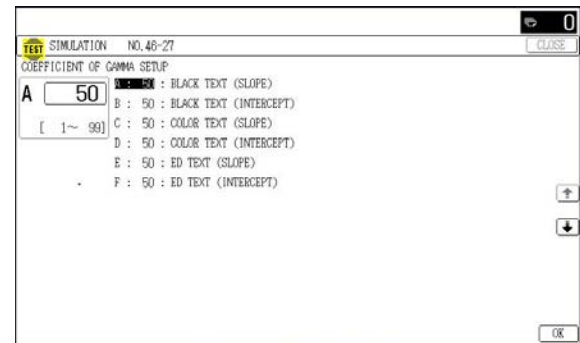 0
TEST SIMULATION NO.46-27
CLOSE
COEFFICIENT OF GAMMA SETUP
A 50
[ 1~ 99]
A : 50 : BLACK TEXT (SLOPE)
B : 50 : BLACK TEXT (INTERCEPT)
C : 50 : COLOR TEXT (SLOPE)
D : 50 : COLOR TEXT (INTERCEPT)
E : 50 : ED TEXT (SLOPE)
F : 50 : ED TEXT (INTERCEPT)
OK